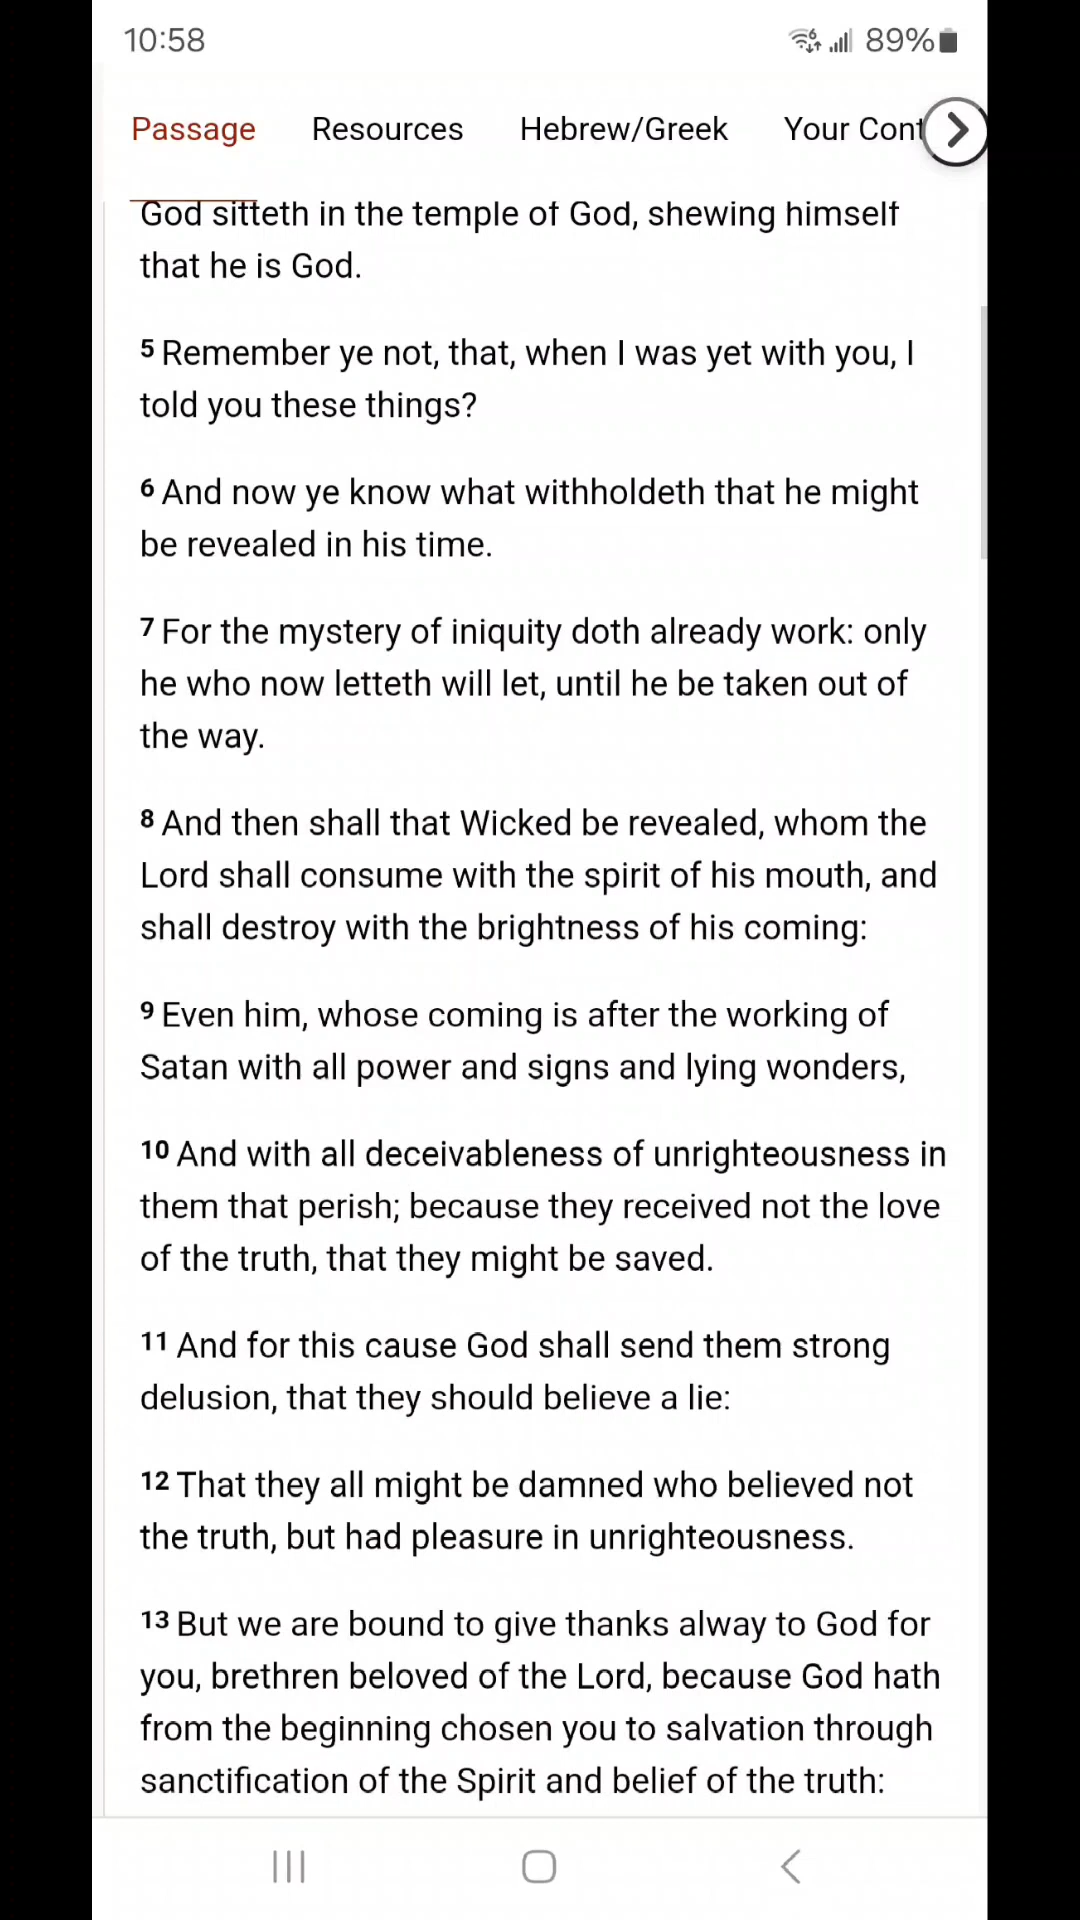 10:58
6
89%
Passage Resources Hebrew/Greek Your Cont
God sitteth in the temple of God, shewing himself
that he is God.
5 Remember ye not, that, when I was yet with you, I
told you these things?
6 And now ye know what withholdeth that he might
be revealed in his time.
7 For the mystery of iniquity doth already work: only
he who now letteth will let, until he be taken out of
the way.
8 And then shall that Wicked be revealed, whom the
Lord shall consume with the spirit of his mouth, and
shall destroy with the brightness of his coming:
9 Even him, whose coming is after the working of
Satan with all power and signs and lying wonders,
10 And with all deceivableness of unrighteousness in
them that perish; because they received not the love
of the truth, that they might be saved.
11 And for this cause God shall send them strong
delusion, that they should believe a lie:
12 That they all might be damned who believed not
the truth, but had pleasure in unrighteousness.
13 But we are bound to give thanks alway to God for
you, brethren beloved of the Lord, because God hath
from the beginning chosen you to salvation through
sanctification of the Spirit and belief of the truth: